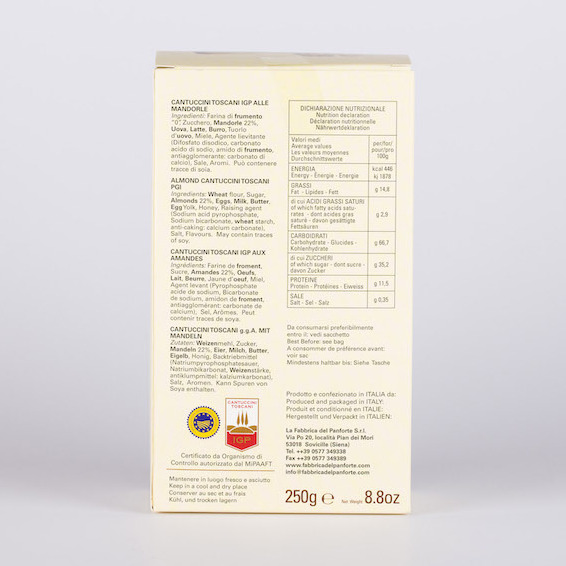 CANTUCCINI TOSCANI IGP ALLE
MANDORLE
Ingredienti: Farina di frumento
"0", Zucchero, Mandorle 22%,
Uova, Latte, Burro, Tuorlo
d'uovo, Miele, Agente lievitante
(Difosfato disodico, carbonato
acido di sodio, amido di frumento,
antiagglomerante: carbonato di
calcio), Sale, Aromi. Può contenere
tracce di soia.
ALMOND CANTUCCINI TOSCANI
PGI
Ingredients: Wheat flour, Sugar,
Almonds 22%, Eggs, Milk, Butter,
Egg Yolk, Honey, Raising agent
(Sodium acid pyrophosphate,
Sodium bicarbonate, wheat starch,
anti-caking: calcium carbonate),
Salt, Flavours. May contain traces
of soy.
CANTUCCINI TOSCANI IGP AUX
AMANDES
Ingrédients: Farine de froment,
Sucre, Amandes 22%, Oeufs,
Lait, Beurre, Jaune d'oeuf, Miel,
Agent levant (Pyrophosphate
acide de sodium, Bicarbonate
de sodium, amidon de froment,
antiagglomérant: carbonate de
calcium), Sel, Arômes. Peut
contenir traces de soya.
CANTUCCINI TOSCANI g.g.A. MIT
MANDELN
Zutaten: Weizenmehl, Zucker,
Mandeln 22%, Eier, Milch, Butter,
Eigelb, Honig, Backtriebmittel
(Natriumpyrophosphatesauer,
Natriumbikarbonat, Weizenstärke,
antiklumpmittel: kalziumkarbonat),
Salz, Aromen. Kann Spuren von
Soya enthalten.
CANTUCCINI
TOSCANI
IGP
Certificato da Organismo di
Controllo autorizzato dal MiPAAFT
Mantenere in luogo fresco e asciutto
Keep in a cool and dry place
Conserver au sec et au frais
Kühl, und trocken lagern
DICHIARAZIONE NUTRIZIONALE
Nutrition declaration
Déclaration nutritionnelle
Nährwertdeklaration
Valori medi
Average values
Les valeurs moyennes
Durchschnittswerte
per/for/
pour/pro
100g
ENERGIA
Energy - Énergie - Energie
kcal 446
kj 1878
GRASSI
Fat - Lipides - Fett
g 14,8
di cui ACIDI GRASSI SATURI
of which fatty acids satu-
rates - dont acides gras
saturé - davon gesättigte
Fettsäuren
g 2,9
CARBOIDRATI
Carbohydrate - Glucides -
Kohlenhydrate
g 66,7
di cui ZUCCHERI
of which sugar - dont sucre -
davon Zucker
g 35,2
PROTEINE
Protein - Protéines - Eiweiss
g 11,5
SALE
Salt - Sel - Salz
g 0,35
Da consumarsi preferibilmente
entro il: vedi sacchetto
Best Before: see bag
A consommer de préférence avant:
voir sac
Mindestens haltbar bis: Siehe Tasche
Prodotto e confezionato in ITALIA da:
Produced and packaged in ITALY:
Produit et conditionné en ITALIE:
Hergestellt und Verpackt in ITALIEN:
La Fabbrica del Panforte S.r.l.
Via Po 20, località Pian dei Mori
53018 Sovicille (Siena)
Tel. ++39 0577 349338
Fax ++39 0577 349389
www.fabbricadelpanforte.com
info@fabbricadelpanforte.com
250g e Net Weight 8.8oz